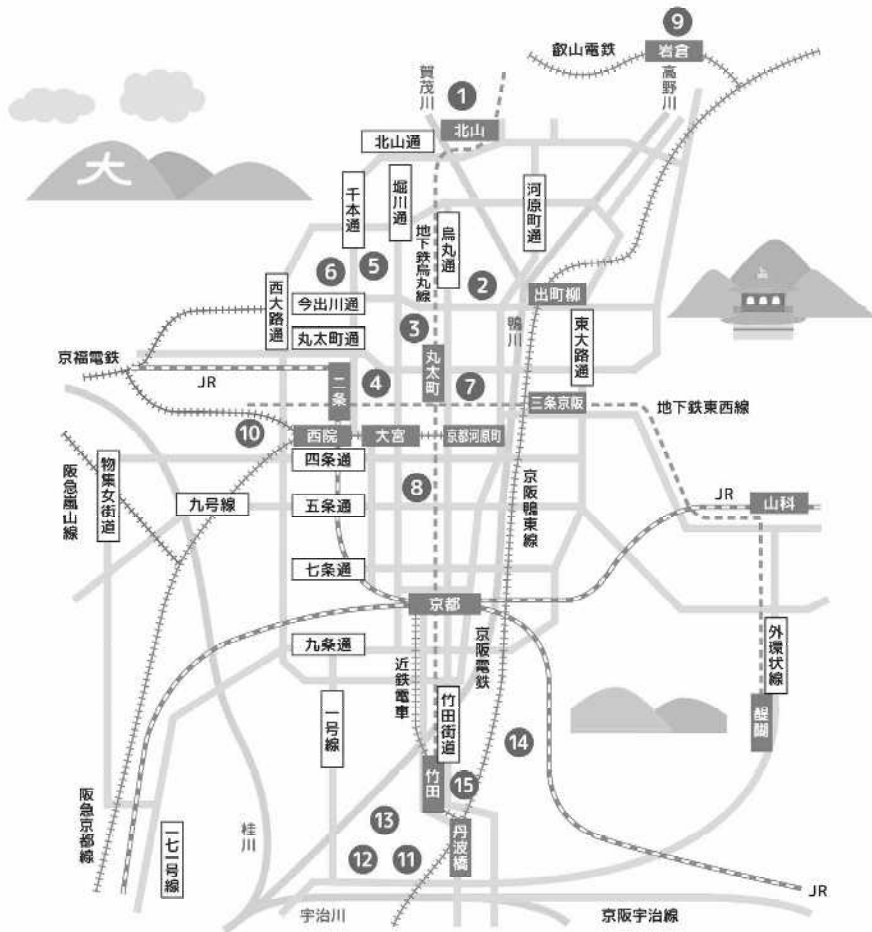 9
叡山電鉄
岩倉
賀茂川
高野川
1
北山
北山通
大
堀川通
千本通
河原町通
烏丸通
地下鉄烏丸線
6
5
2
西大路通
今出川通
出町柳
3
鴨川
丸太町通
東大路通
京福電鉄
丸太町
JR
二条
4
7
三条京阪
地下鉄東西線
10
西院
大宮
京都河原町
四条通
阪急嵐山線
物集女街道
8
京阪鴨東線
JR
九号線
五条通
山科
七条通
京都
九条通
近鉄電車
京阪電鉄
外環状線
一号線
竹田街道
醍醐
14
竹田
15
阪急京都線
13
桂川
一七一号線
丹波橋
12
11
JR
宇治川
京阪宇治線